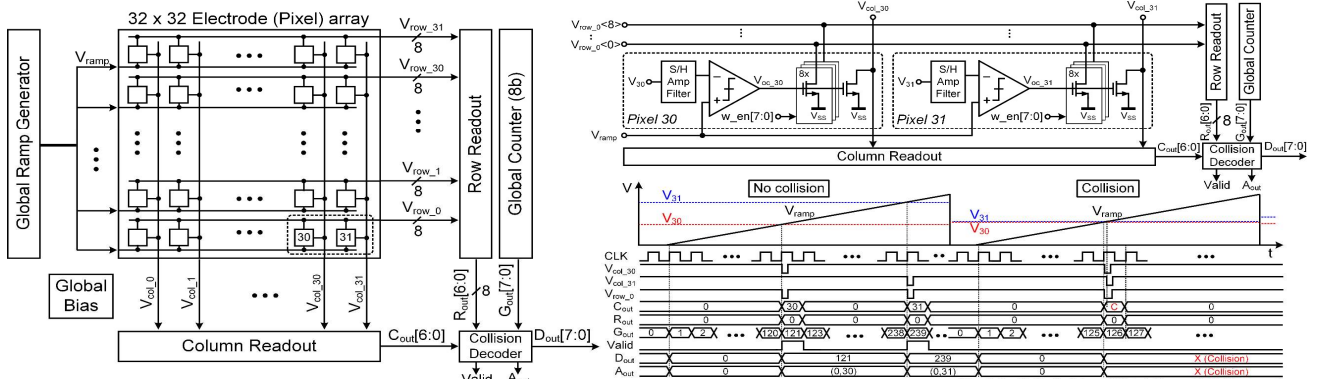 32 x 32 Electrode (Pixel) array
Global Ramp Generator
V_ramp
V_row_31
8
V_row_30
8
V_row_1
8
V_row_0
8
Row Readout
Global Counter (8b)
30
31
Global Bias
V_col_0
V_col_1
V_col_30
V_col_31
R_out[6:0]
8
G_out[7:0]
Column Readout
C_out[6:0]
Collision Decoder
D_out[7:0]
Valid
V_col_30
V_col_31
V_row_0<8>
V_row_0<0>
V_30
S/H Amp Filter
V_oc_30
8x
V_SS
V_SS
w_en[7:0]
Pixel 30
V_31
S/H Amp Filter
V_oc_31
8x
V_SS
V_SS
w_en[7:0]
Pixel 31
V_ramp
Column Readout
C_out[6:0]
Row Readout
Global Counter
R_out[6:0]
8
G_out[7:0]
Collision Decoder
D_out[7:0]
Valid
A_out
V
No collision
Collision
V_31
V_30
V_ramp
V_31
V_30
V_ramp
t
CLK
V_col_30
V_col_31
V_row_0
C_out 0 30 0 31 0 C 0
R_out 0 0 0 0 0 0 0
G_out 0 1 2 120 121 123 238 239 0 1 2 125 126 127
Valid
D_out 0 121 239 0 X (Collision)
A_out 0 (0,30) (0,31) 0 X (Collision)